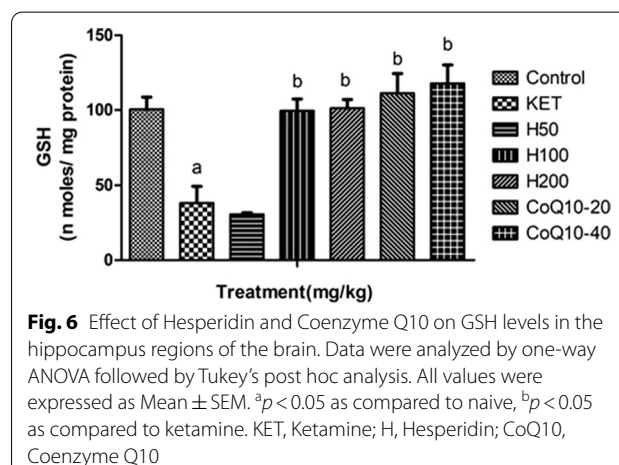 150
100
50
0
GSH
(n moles/ mg protein)
a
b
b
b
b
Control
KET
H50
H100
H200
CoQ10-20
CoQ10-40
Treatment(mg/kg)
Fig. 6 Effect of Hesperidin and Coenzyme Q10 on GSH levels in the
hippocampus regions of the brain. Data were analyzed by one-way
ANOVA followed by Tukey's post hoc analysis. All values were
expressed as Mean ± SEM. ᵃp < 0.05 as compared to naive, ᵇp < 0.05
as compared to ketamine. KET, Ketamine; H, Hesperidin; CoQ10,
Coenzyme Q10